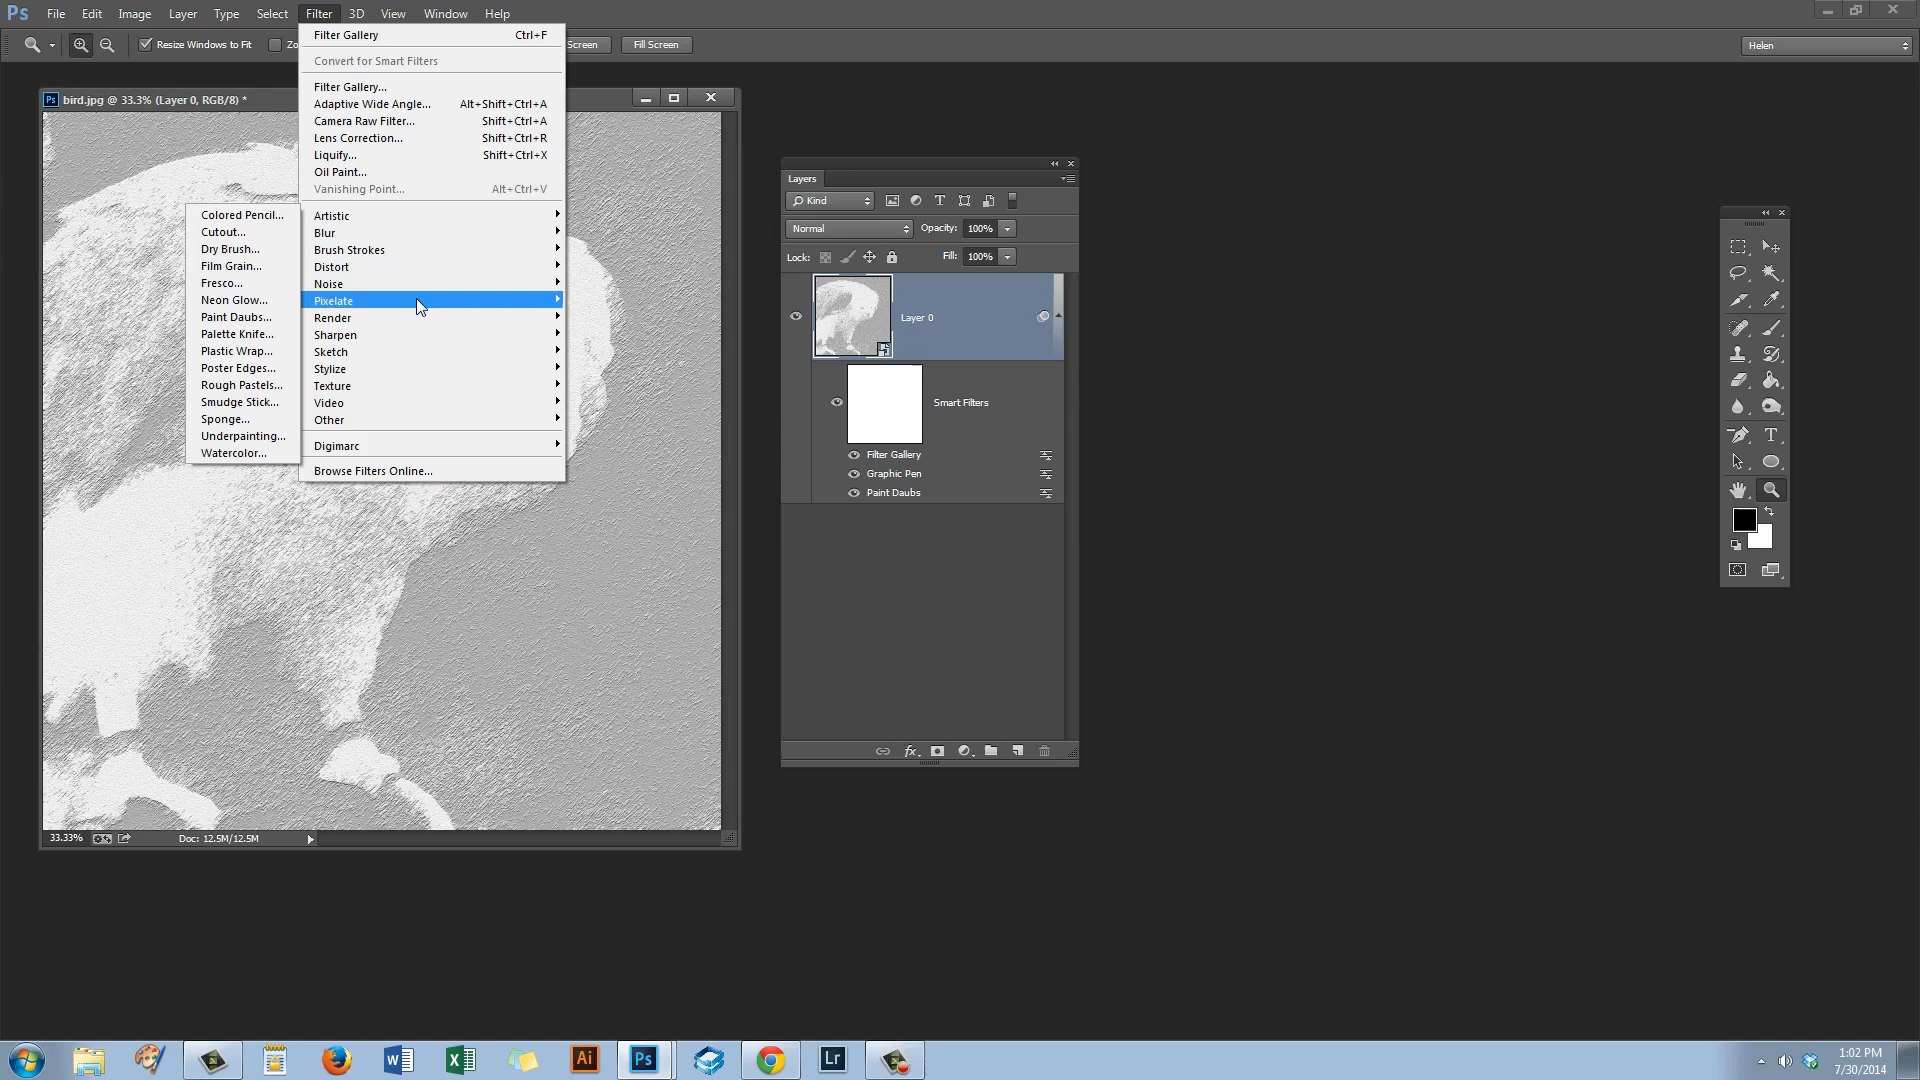 Ps File Edit Image Layer Type Select Filter 3D View Window Help
Resize Windows to Fit Zo Screen Fill Screen Helen
Filter Gallery Ctrl+F
Convert for Smart Filters
Filter Gallery...
Adaptive Wide Angle... Alt+Shift+Ctrl+A
Camera Raw Filter... Shift+Ctrl+A
Lens Correction... Shift+Ctrl+R
Liquify... Shift+Ctrl+X
Oil Paint...
Vanishing Point... Alt+Ctrl+V
Artistic
Blur
Brush Strokes
Distort
Noise
Pixelate
Render
Sharpen
Sketch
Stylize
Texture
Video
Other
Digimarc
Browse Filters Online...
Colored Pencil...
Cutout...
Dry Brush...
Film Grain...
Fresco...
Neon Glow...
Paint Daubs...
Palette Knife...
Plastic Wrap...
Poster Edges...
Rough Pastels...
Smudge Stick...
Sponge...
Underpainting...
Watercolor...
Ps bird.jpg @ 33.3% (Layer 0, RGB/8) *
33.33% Doc: 12.5M/12.5M
Layers
Kind T
Normal Opacity: 100%
Lock: Fill: 100%
Layer 0
Smart Filters
Filter Gallery
Graphic Pen
Paint Daubs
fx
T
Ai Ps Lr
1:02 PM
7/30/2014